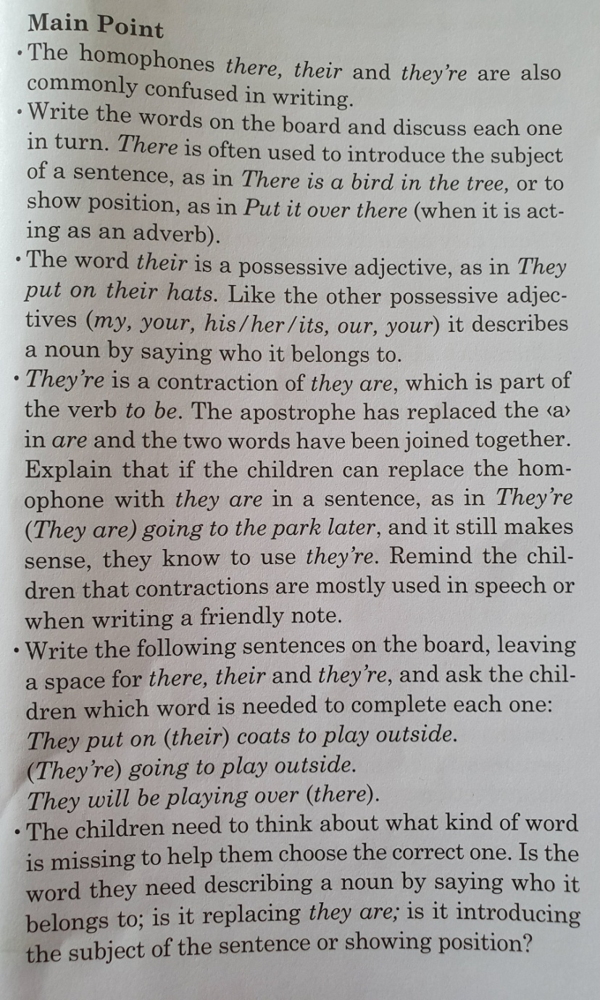 Main Point
• The homophones there, their and they're are also
commonly confused in writing.
• Write the words on the board and discuss each one
in turn. There is often used to introduce the subject
of a sentence, as in There is a bird in the tree, or to
show position, as in Put it over there (when it is act-
ing as an adverb).
• The word their is a possessive adjective, as in They
put on their hats. Like the other possessive adjec-
tives (my, your, his/her/its, our, your) it describes
a noun by saying who it belongs to.
• They're is a contraction of they are, which is part of
the verb to be. The apostrophe has replaced the ‹a›
in are and the two words have been joined together.
Explain that if the children can replace the hom-
ophone with they are in a sentence, as in They're
(They are) going to the park later, and it still makes
sense, they know to use they're. Remind the chil-
dren that contractions are mostly used in speech or
when writing a friendly note.
• Write the following sentences on the board, leaving
a space for there, their and they're, and ask the chil-
dren which word is needed to complete each one:
They put on (their) coats to play outside.
(They're) going to play outside.
They will be playing over (there).
• The children need to think about what kind of word
is missing to help them choose the correct one. Is the
word they need describing a noun by saying who it
belongs to; is it replacing they are; is it introducing
the subject of the sentence or showing position?